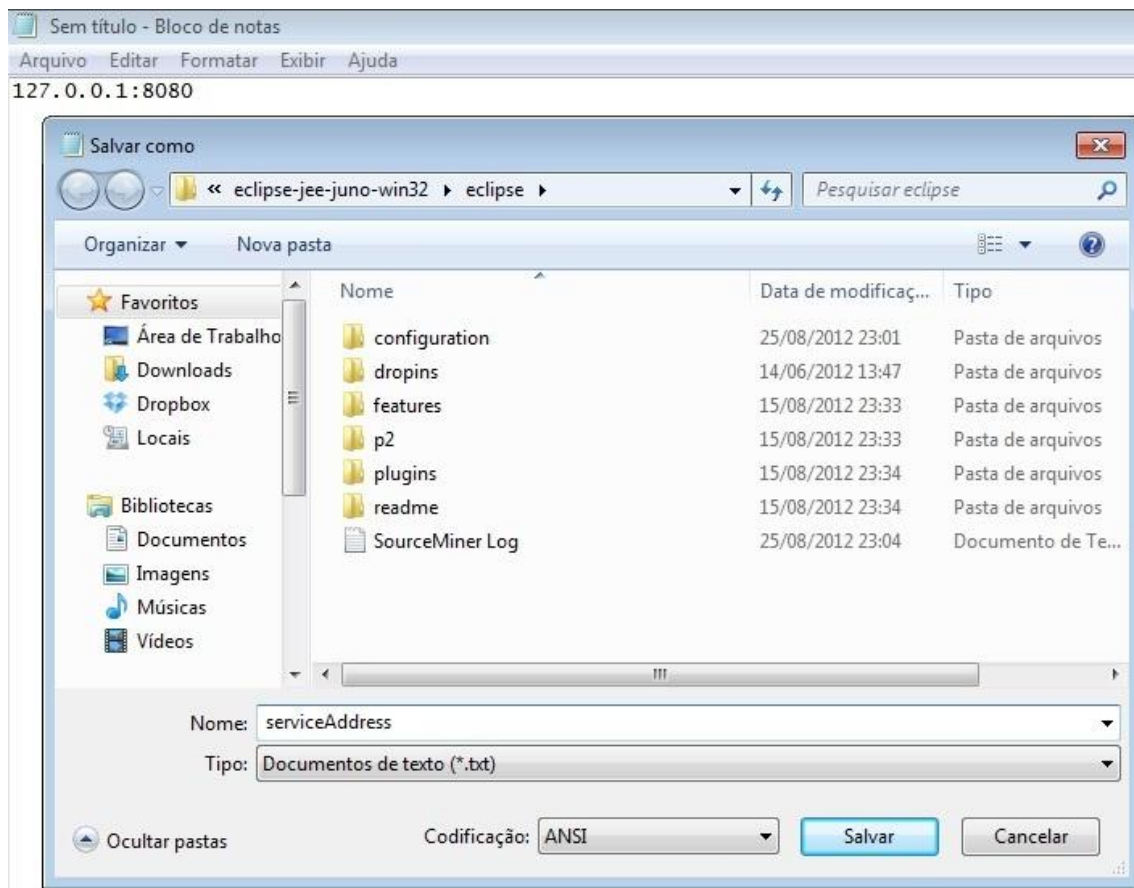 Sem título - Bloco de notas
Arquivo Editar Formatar Exibir Ajuda
127.0.0.1:8080
Salvar como
« eclipse-jee-juno-win32 eclipse Pesquisar eclipse
Organizar Nova pasta
Nome Data de modificaç... Tipo
Favoritos
Área de Trabalho
Downloads
Dropbox
Locais
Bibliotecas
Documentos
Imagens
Músicas
Vídeos
configuration 25/08/2012 23:01 Pasta de arquivos
dropins 14/06/2012 13:47 Pasta de arquivos
features 15/08/2012 23:33 Pasta de arquivos
p2 15/08/2012 23:33 Pasta de arquivos
plugins 15/08/2012 23:34 Pasta de arquivos
readme 15/08/2012 23:34 Pasta de arquivos
SourceMiner Log 25/08/2012 23:04 Documento de Te...
Nome: serviceAddress
Tipo: Documentos de texto (*.txt)
Ocultar pastas Codificação: ANSI Salvar Cancelar